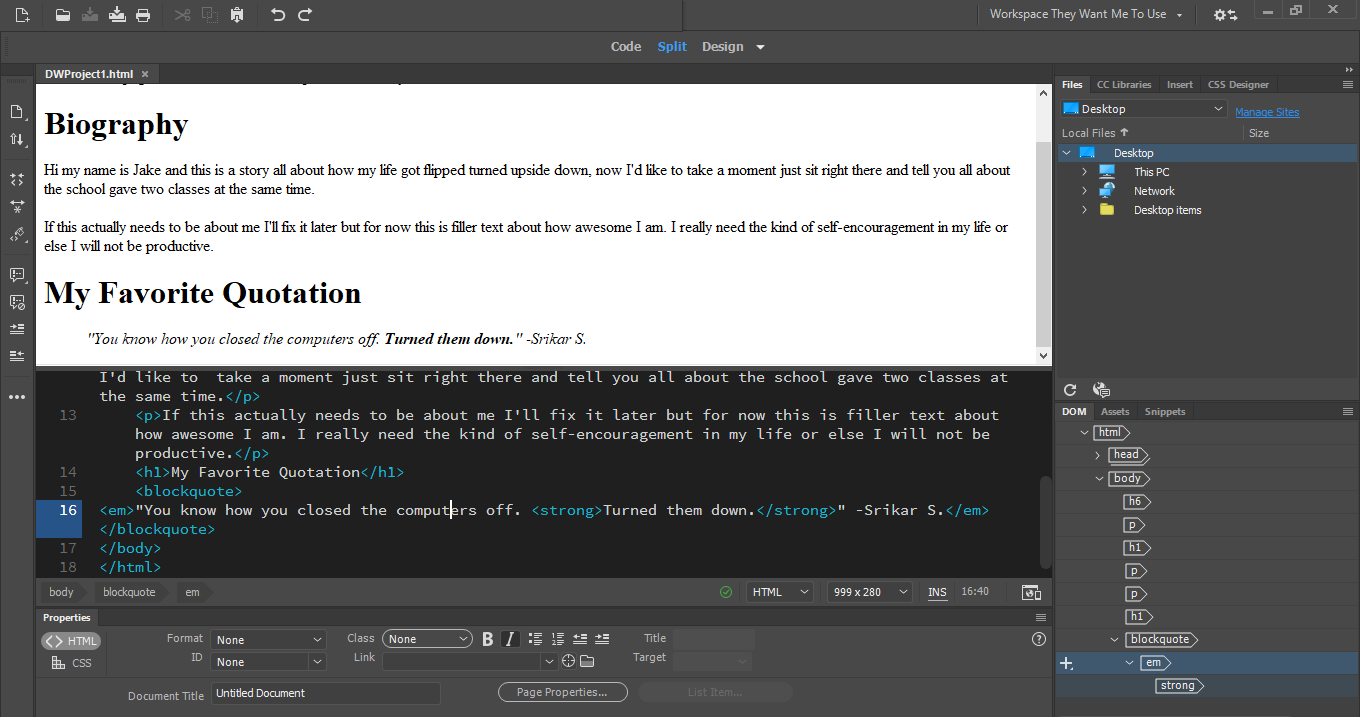 Workspace They Want Me To Use
Code Split Design
DWProject1.html ×
Biography
Hi my name is Jake and this is a story all about how my life got flipped turned upside down, now I'd like to take a moment just sit right there and tell you all about
the school gave two classes at the same time.
If this actually needs to be about me I'll fix it later but for now this is filler text about how awesome I am. I really need the kind of self-encouragement in my life or
else I will not be productive.
My Favorite Quotation
"You know how you closed the computers off. Turned them down." -Srikar S.
I'd like to  take a moment just sit right there and tell you all about the school gave two classes at
the same time.</p>
13 <p>If this actually needs to be about me I'll fix it later but for now this is filler text about
how awesome I am. I really need the kind of self-encouragement in my life or else I will not be
productive.</p>
14 <h1>My Favorite Quotation</h1>
15 <blockquote>
16 <em>"You know how you closed the computers off. <strong>Turned them down.</strong>" -Srikar S.</em>
</blockquote>
17 </body>
18 </html>
body blockquote em HTML 999 x 280 INS 16:40
Properties
<> HTML Format None Class None B I Title
CSS ID None Link Target
Document Title Untitled Document Page Properties... List Item...
Files CC Libraries Insert CSS Designer
Desktop Manage Sites
Local Files Size
Desktop
This PC
Network
Desktop items
DOM Assets Snippets
html
head
body
h6
p
h1
p
p
h1
blockquote
em
strong